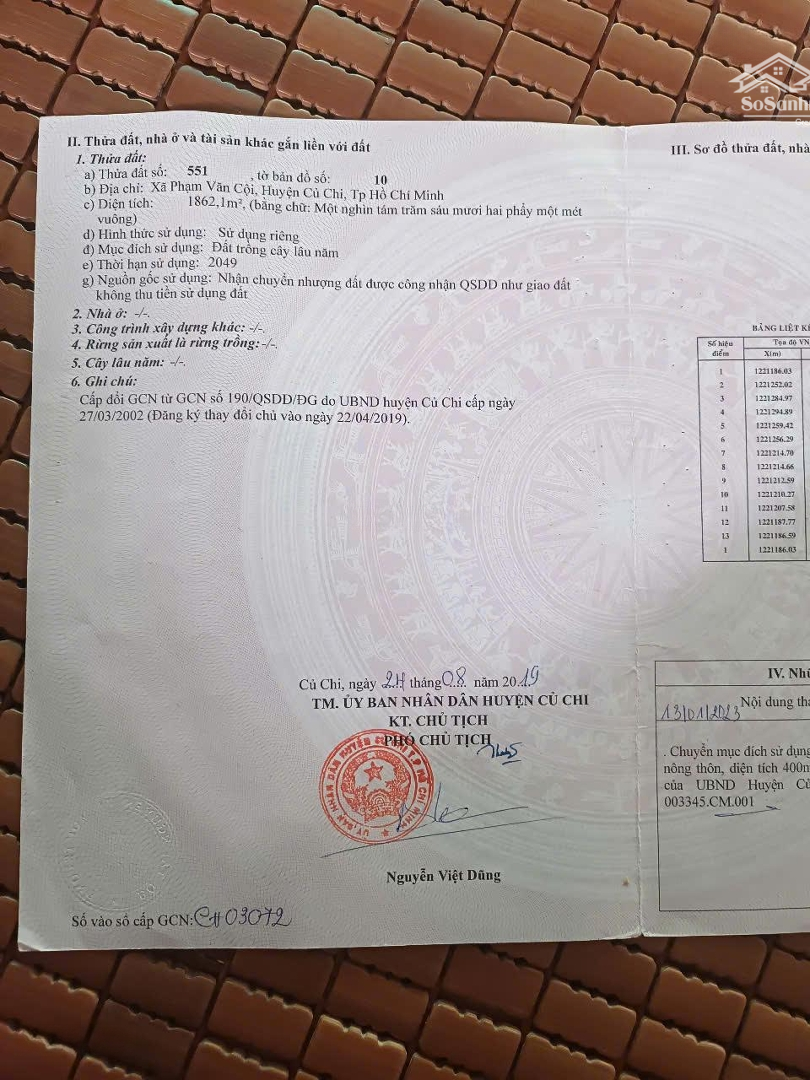 SoSanh
II. Thửa đất, nhà ở và tài sản khác gắn liền với đất
1. Thửa đất:
a) Thửa đất số: 551 , tờ bản đồ số: 10
b) Địa chỉ: Xã Phạm Văn Cội, Huyện Củ Chi, Tp Hồ Chí Minh
c) Diện tích: 1862,1m², (bằng chữ: Một nghìn tám trăm sáu mươi hai phẩy một mét
vuông)
d) Hình thức sử dụng: Sử dụng riêng
đ) Mục đích sử dụng: Đất trồng cây lâu năm
e) Thời hạn sử dụng: 2049
g) Nguồn gốc sử dụng: Nhận chuyển nhượng đất được công nhận QSDĐ như giao đất
không thu tiền sử dụng đất
2. Nhà ở: -/-.
3. Công trình xây dựng khác: -/-.
4. Rừng sản xuất là rừng trồng: -/-.
5. Cây lâu năm: -/-.
6. Ghi chú:
Cấp đổi GCN từ GCN số 190/QSDĐ/ĐG do UBND huyện Củ Chi cấp ngày
27/03/2002 (Đăng ký thay đổi chủ vào ngày 22/04/2019).
Củ Chi, ngày 24 tháng 08 năm 2019
TM. ỦY BAN NHÂN DÂN HUYỆN CỦ CHI
KT. CHỦ TỊCH
PHÓ CHỦ TỊCH
Nguyễn Việt Dũng
Số vào sổ cấp GCN: CH 03072
III. Sơ đồ thửa đất, nhà
BẢNG LIỆT KÊ
Số hiệu điểm Tọa độ VN
X(m)
1 1221186.03
2 1221252.02
3 1221284.97
4 1221294.89
5 1221259.42
6 1221256.29
7 1221214.70
8 1221214.66
9 1221212.59
10 1221210.27
11 1221207.58
12 1221187.77
13 1221186.59
1 1221186.03
IV. Nhữ
Nội dung tha
13/01/2023
. Chuyển mục đích sử dụng
nông thôn, diện tích 400m
của UBND Huyện Củ
003345.CM.001